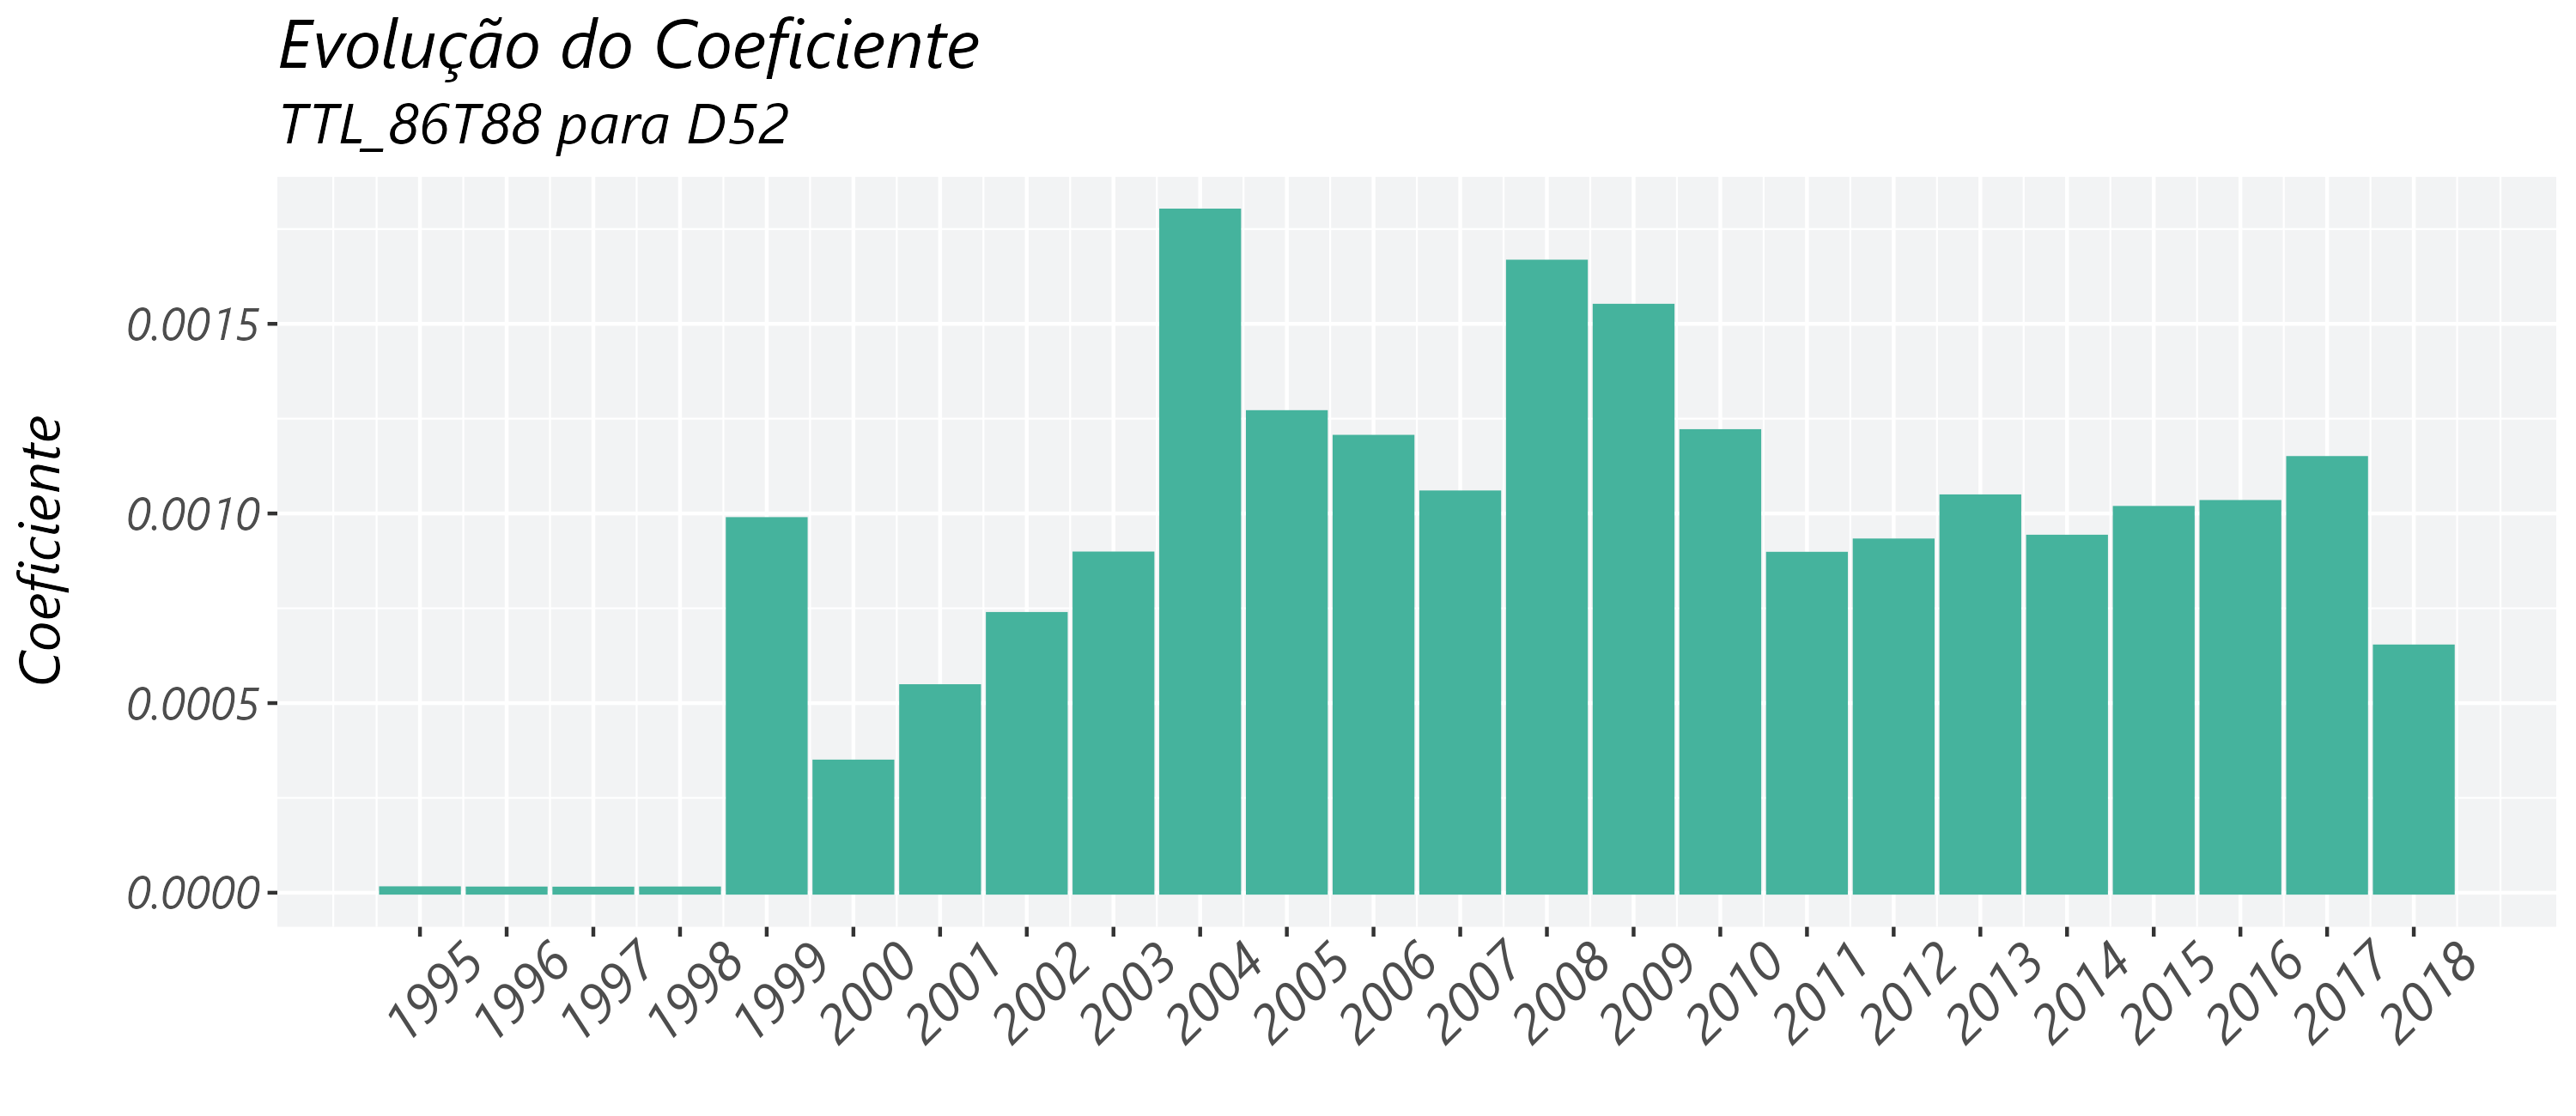 Evolução do Coeficiente
TTL_86T88 para D52
Coeficiente
0.0015
0.0010
0.0005
0.0000
1995 1996 1997 1998 1999 2000 2001 2002 2003 2004 2005 2006 2007 2008 2009 2010 2011 2012 2013 2014 2015 2016 2017 2018